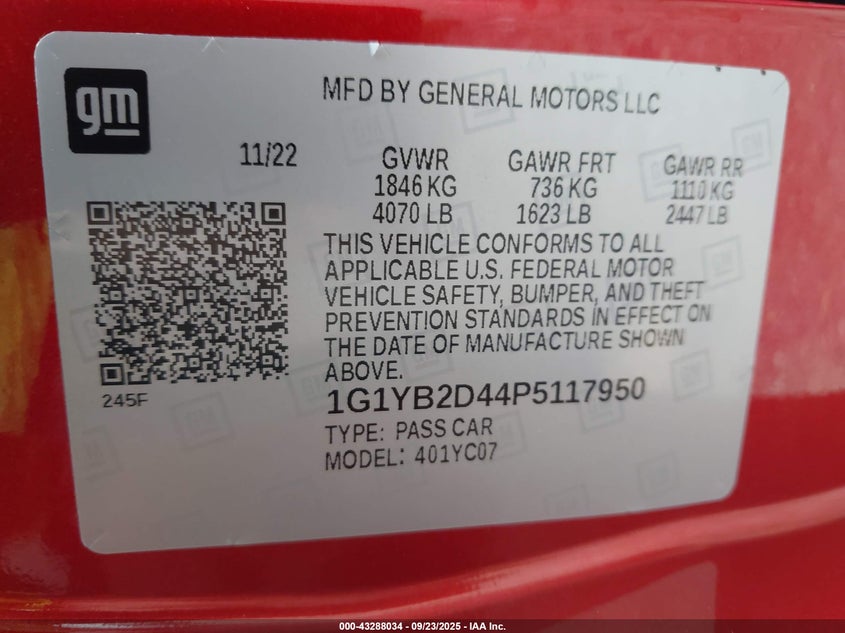 gm
MFD BY GENERAL MOTORS LLC
11/22 GVWR GAWR FRT GAWR RR
1846 KG 736 KG 1110 KG
4070 LB 1623 LB 2447 LB
THIS VEHICLE CONFORMS TO ALL
APPLICABLE U.S. FEDERAL MOTOR
VEHICLE SAFETY, BUMPER, AND THEFT
PREVENTION STANDARDS IN EFFECT ON
THE DATE OF MANUFACTURE SHOWN
ABOVE.
245F
1G1YB2D44P5117950
TYPE: PASS CAR
MODEL: 401YC07
000-43288034 - 09/23/2025 - IAA Inc.